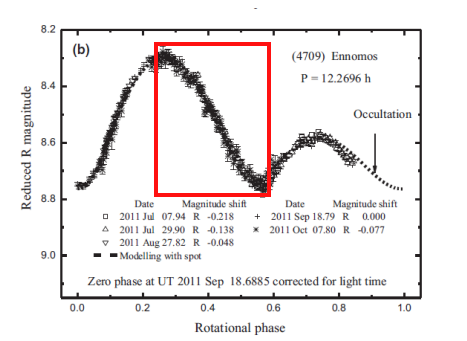 8.2
(b)
(4709) Ennomos
P = 12.2696 h
8.4
Occultation
8.6
Reduced R magnitude
8.8
Date Magnitude shift Date Magnitude shift
□ 2011 Jul 07.94 R -0.218 + 2011 Sep 18.79 R 0.000
△ 2011 Jul 29.90 R -0.138 ✶ 2011 Oct 07.80 R -0.077
▽ 2011 Aug 27.82 R -0.048
Modelling with spot
9.0
Zero phase at UT 2011 Sep 18.6885 corrected for light time
0.0 0.2 0.4 0.6 0.8 1.0
Rotational phase